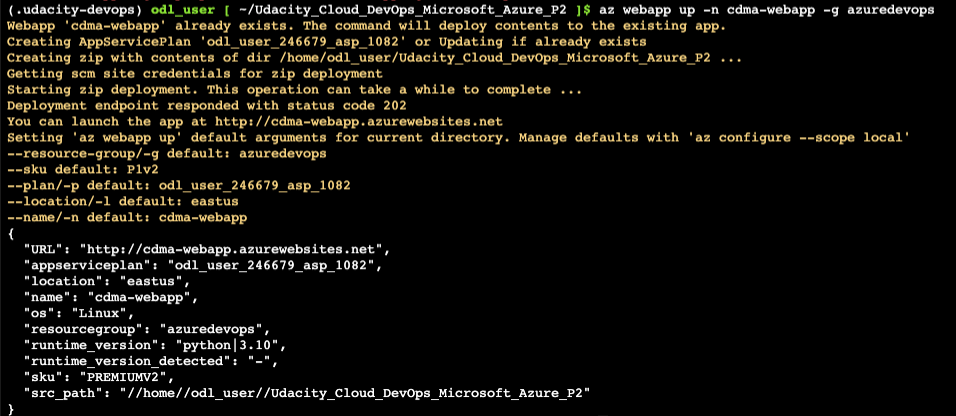 (.udacity-devops) odl_user [ ~/Udacity_Cloud_DevOps_Microsoft_Azure_P2 ]$ az webapp up -n cdma-webapp -g azuredevops
Webapp 'cdma-webapp' already exists. The command will deploy contents to the existing app.
Creating AppServicePlan 'odl_user_246679_asp_1082' or Updating if already exists
Creating zip with contents of dir /home/odl_user/Udacity_Cloud_DevOps_Microsoft_Azure_P2 ...
Getting scm site credentials for zip deployment
Starting zip deployment. This operation can take a while to complete ...
Deployment endpoint responded with status code 202
You can launch the app at http://cdma-webapp.azurewebsites.net
Setting 'az webapp up' default arguments for current directory. Manage defaults with 'az configure --scope local'
--resource-group/-g default: azuredevops
--sku default: P1v2
--plan/-p default: odl_user_246679_asp_1082
--location/-l default: eastus
--name/-n default: cdma-webapp
{
  "URL": "http://cdma-webapp.azurewebsites.net",
  "appserviceplan": "odl_user_246679_asp_1082",
  "location": "eastus",
  "name": "cdma-webapp",
  "os": "Linux",
  "resourcegroup": "azuredevops",
  "runtime_version": "python|3.10",
  "runtime_version_detected": "-",
  "sku": "PREMIUMV2",
  "src_path": "//home//odl_user//Udacity_Cloud_DevOps_Microsoft_Azure_P2"
}